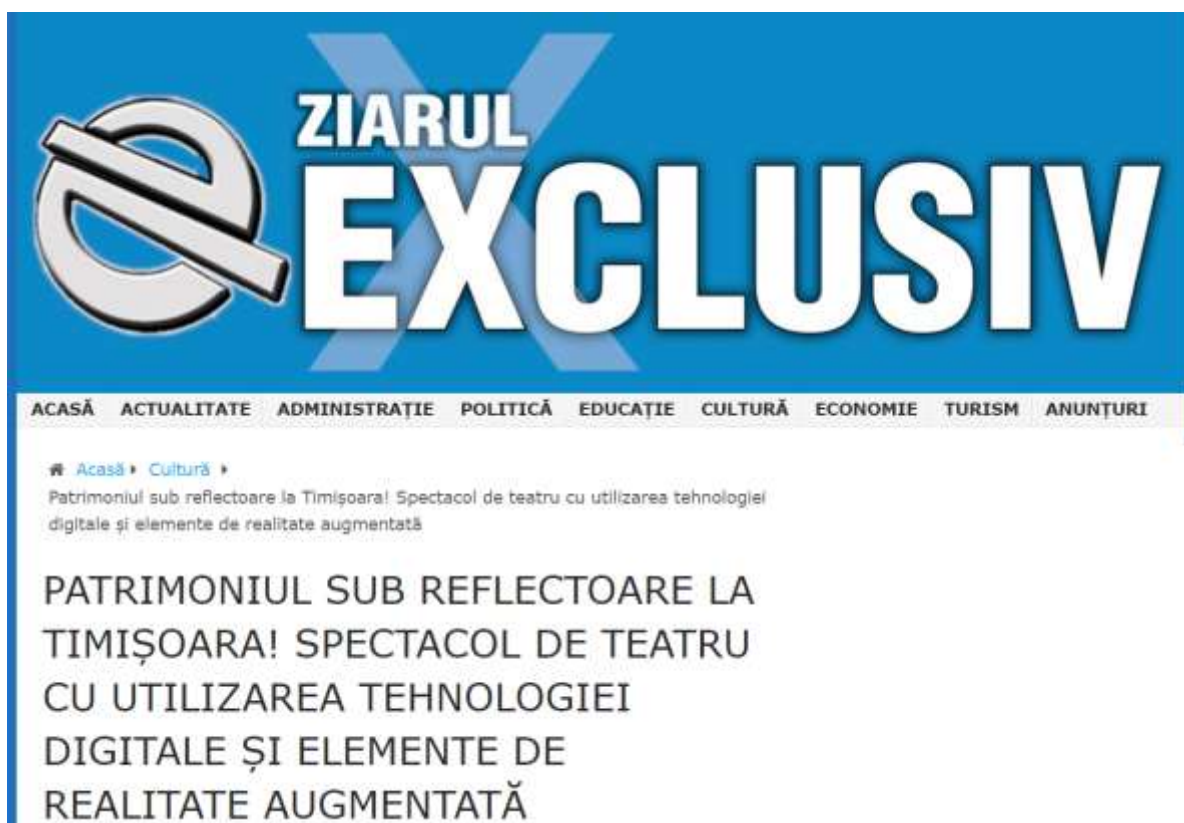 ZIARUL
EXCLUSIV
ACASĂ ACTUALITATE ADMINISTRAȚIE POLITICĂ EDUCAȚIE CULTURĂ ECONOMIE TURISM ANUNȚURI
Acasă Cultură
Patrimoniul sub reflectoare la Timișoara! Spectacol de teatru cu utilizarea tehnologiei
digitale și elemente de realitate augmentată
PATRIMONIUL SUB REFLECTOARE LA
TIMIȘOARA! SPECTACOL DE TEATRU
CU UTILIZAREA TEHNOLOGIEI
DIGITALE ȘI ELEMENTE DE
REALITATE AUGMENTATĂ